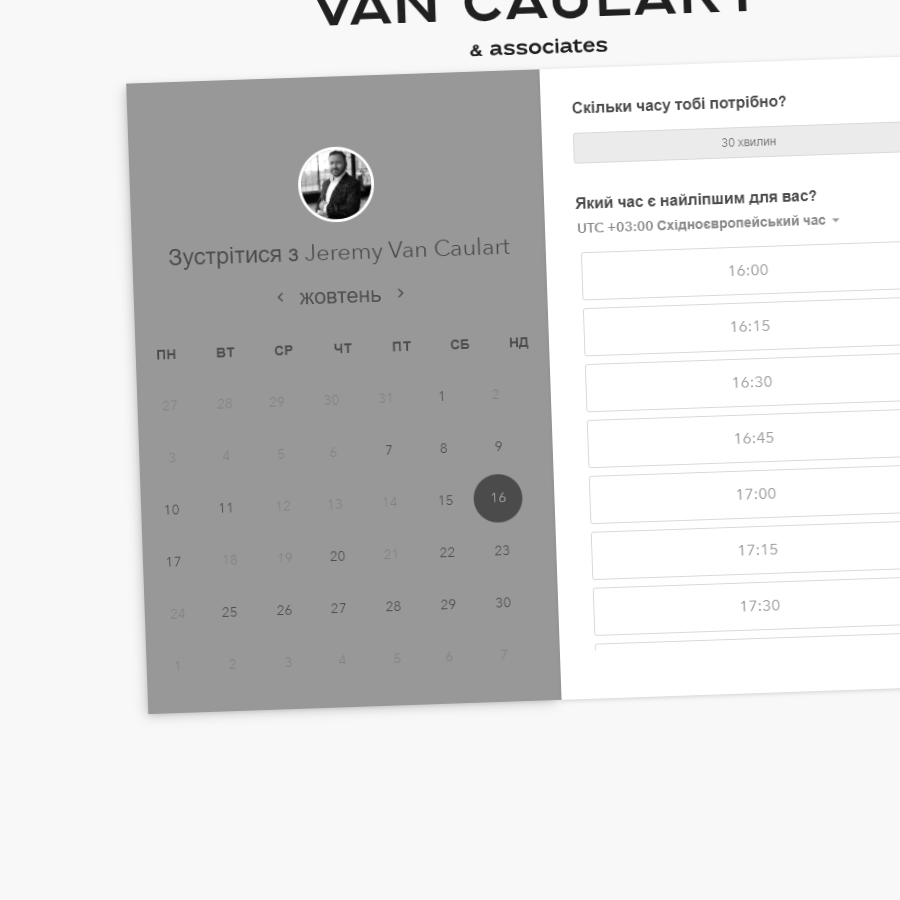 VAN CAULART
& associates
Зустрітися з Jeremy Van Caulart
‹ жовтень ›
ПН ВТ СР ЧТ ПТ СБ НД
27 28 29 30 31 1 2
3 4 5 6 7 8 9
10 11 12 13 14 15 16
17 18 19 20 21 22 23
24 25 26 27 28 29 30
1 2 3 4 5 6 7
Скільки часу тобі потрібно?
30 хвилин
Який час є найліпшим для вас?
UTC +03:00 Східноєвропейський час
16:00
16:15
16:30
16:45
17:00
17:15
17:30